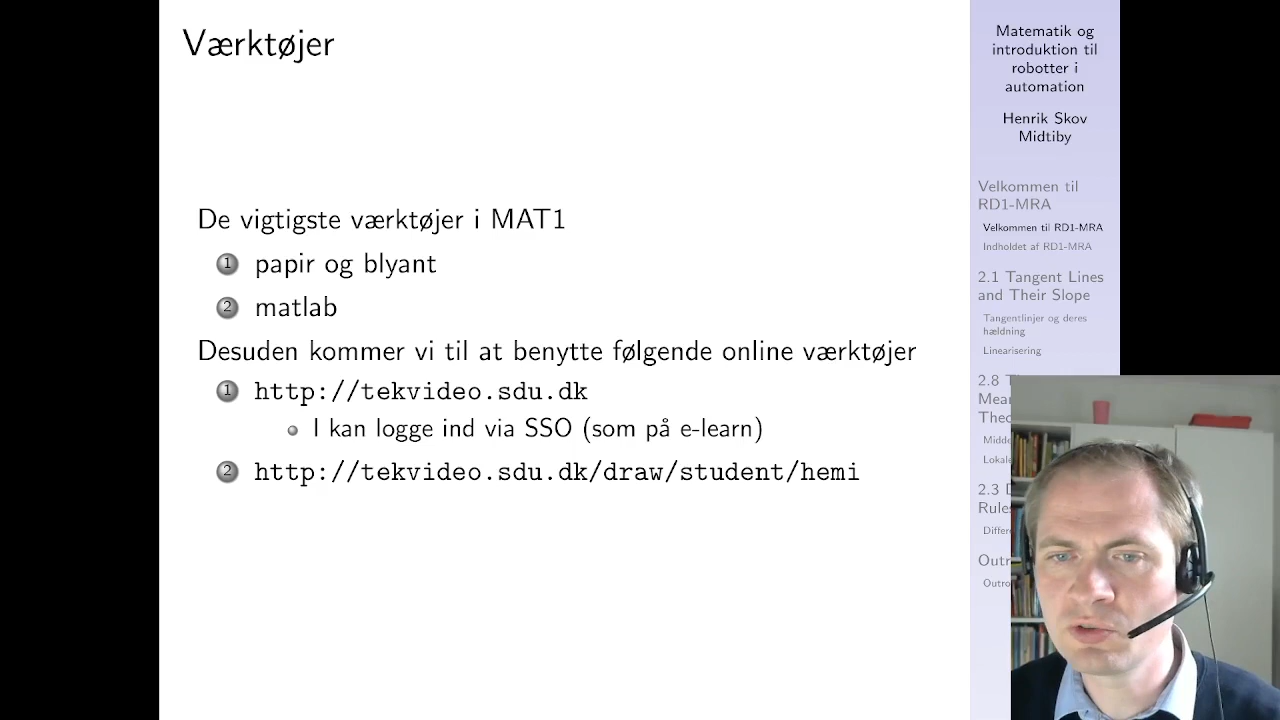 Værktøjer
De vigtigste værktøjer i MAT1
1 papir og blyant
2 matlab
Desuden kommer vi til at benytte følgende online værktøjer
1 http://tekvideo.sdu.dk
I kan logge ind via SSO (som på e-learn)
2 http://tekvideo.sdu.dk/draw/student/hemi
Matematik og
introduktion til
robotter i
automation
Henrik Skov
Midtiby
Velkommen til
RD1-MRA
Velkommen til RD1-MRA
Indholdet af RD1-MRA
2.1 Tangent Lines
and Their Slope
Tangentlinjer og deres
hældning
Linearisering
2.8
2.3